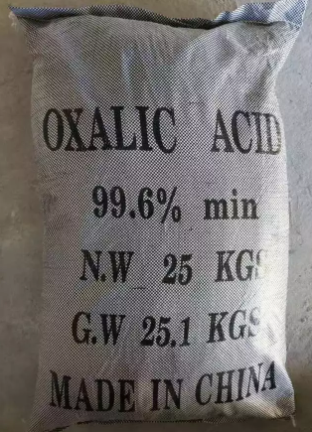 OXALIC ACID
99.6% min
N.W 25 KGS
G.W 25.1 KGS
MADE IN CHINA